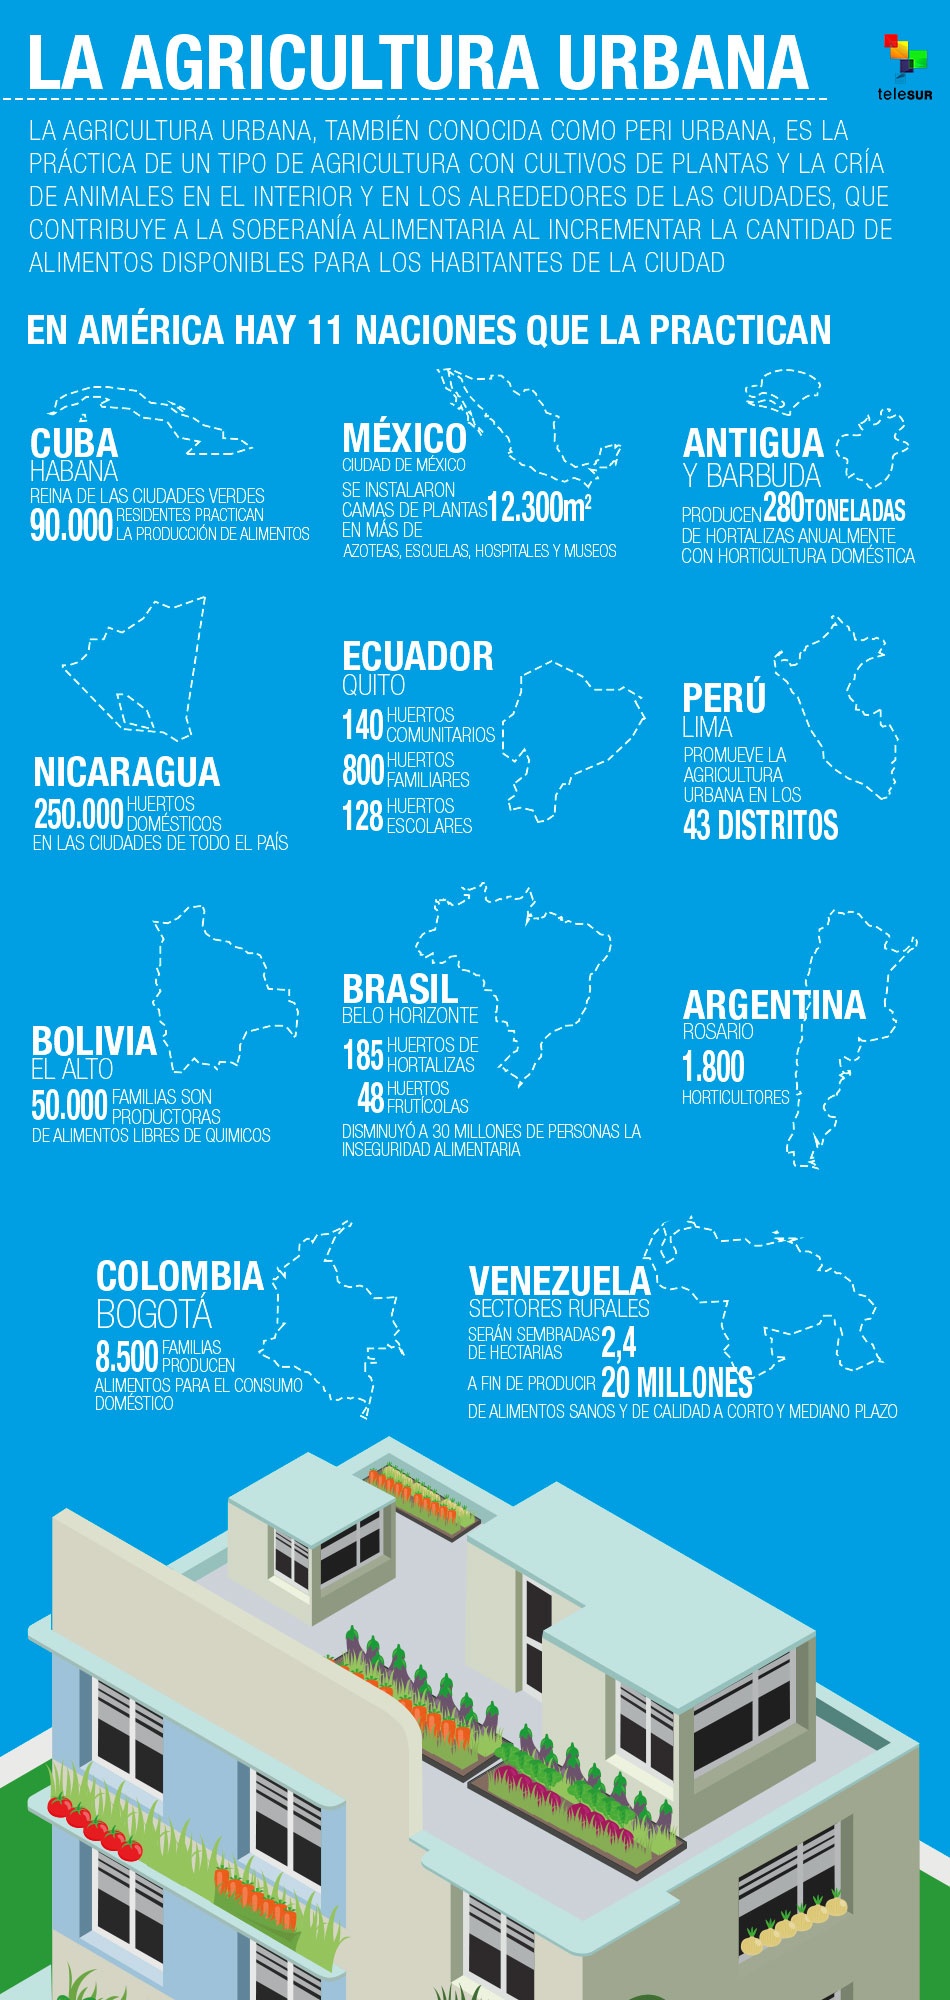 LA AGRICULTURA URBANA
teleSUR
LA AGRICULTURA URBANA, TAMBIÉN CONOCIDA COMO PERI URBANA, ES LA
PRÁCTICA DE UN TIPO DE AGRICULTURA CON CULTIVOS DE PLANTAS Y LA CRÍA
DE ANIMALES EN EL INTERIOR Y EN LOS ALREDEDORES DE LAS CIUDADES, QUE
CONTRIBUYE A LA SOBERANÍA ALIMENTARIA AL INCREMENTAR LA CANTIDAD DE
ALIMENTOS DISPONIBLES PARA LOS HABITANTES DE LA CIUDAD
EN AMÉRICA HAY 11 NACIONES QUE LA PRACTICAN
CUBA
HABANA
REINA DE LAS CIUDADES VERDES
90.000 RESIDENTES PRACTICAN
LA PRODUCCIÓN DE ALIMENTOS
MÉXICO
CIUDAD DE MÉXICO
SE INSTALARON
CAMAS DE PLANTAS 12.300m²
EN MÁS DE
AZOTEAS, ESCUELAS, HOSPITALES Y MUSEOS
ANTIGUA
Y BARBUDA
PRODUCEN 280 TONELADAS
DE HORTALIZAS ANUALMENTE
CON HORTICULTURA DOMÉSTICA
NICARAGUA
250.000 HUERTOS
DOMÉSTICOS
EN LAS CIUDADES DE TODO EL PAÍS
ECUADOR
QUITO
140 HUERTOS
COMUNITARIOS
800 HUERTOS
FAMILIARES
128 HUERTOS
ESCOLARES
PERÚ
LIMA
PROMUEVE LA
AGRICULTURA
URBANA EN LOS
43 DISTRITOS
BOLIVIA
EL ALTO
50.000 FAMILIAS SON
PRODUCTORAS
DE ALIMENTOS LIBRES DE QUIMICOS
BRASIL
BELO HORIZONTE
185 HUERTOS DE
HORTALIZAS
48 HUERTOS
FRUTÍCOLAS
DISMINUYÓ A 30 MILLONES DE PERSONAS LA
INSEGURIDAD ALIMENTARIA
ARGENTINA
ROSARIO
1.800
HORTICULTORES
COLOMBIA
BOGOTÁ
8.500 FAMILIAS
PRODUCEN
ALIMENTOS PARA EL CONSUMO
DOMÉSTICO
VENEZUELA
SECTORES RURALES
SERÁN SEMBRADAS 2,4
DE HECTARIAS
A FIN DE PRODUCIR 20 MILLONES
DE ALIMENTOS SANOS Y DE CALIDAD A CORTO Y MEDIANO PLAZO